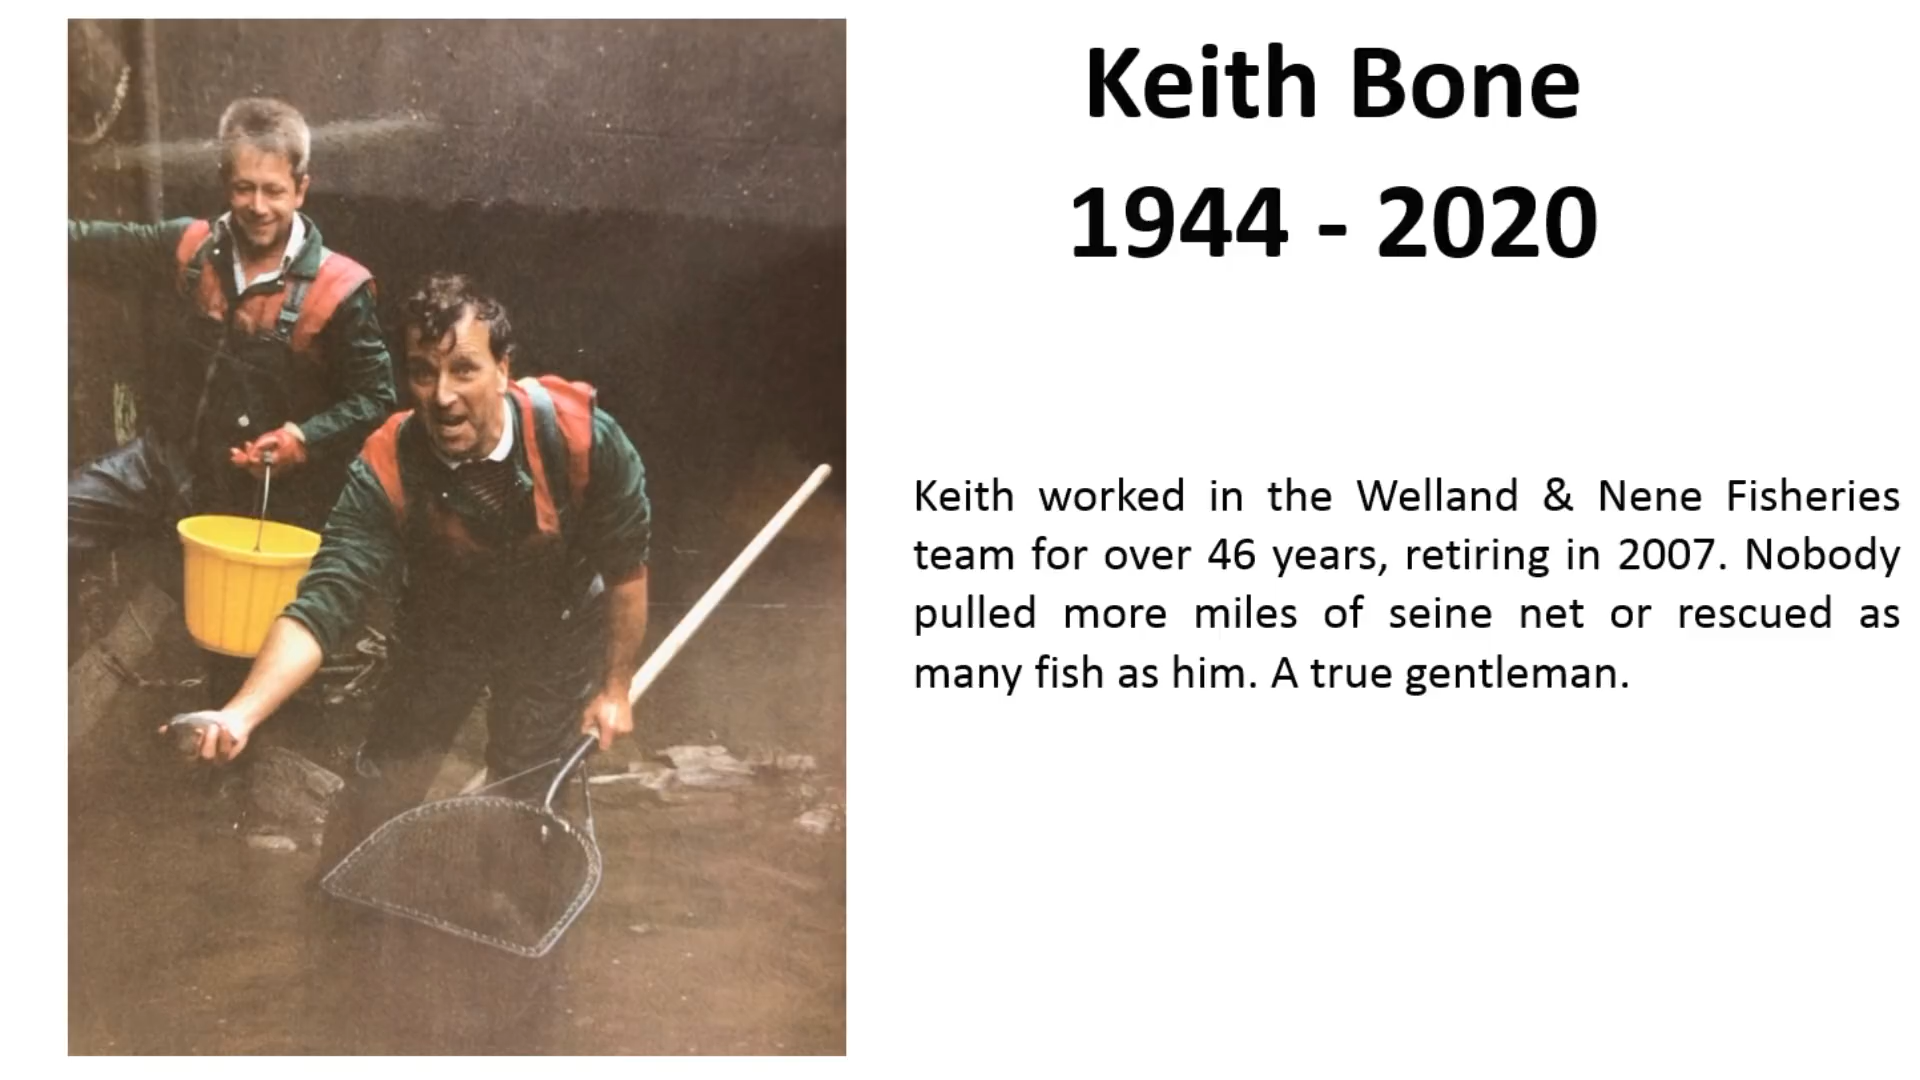 Keith Bone
1944 - 2020
Keith worked in the Welland & Nene Fisheries
team for over 46 years, retiring in 2007. Nobody
pulled more miles of seine net or rescued as
many fish as him. A true gentleman.